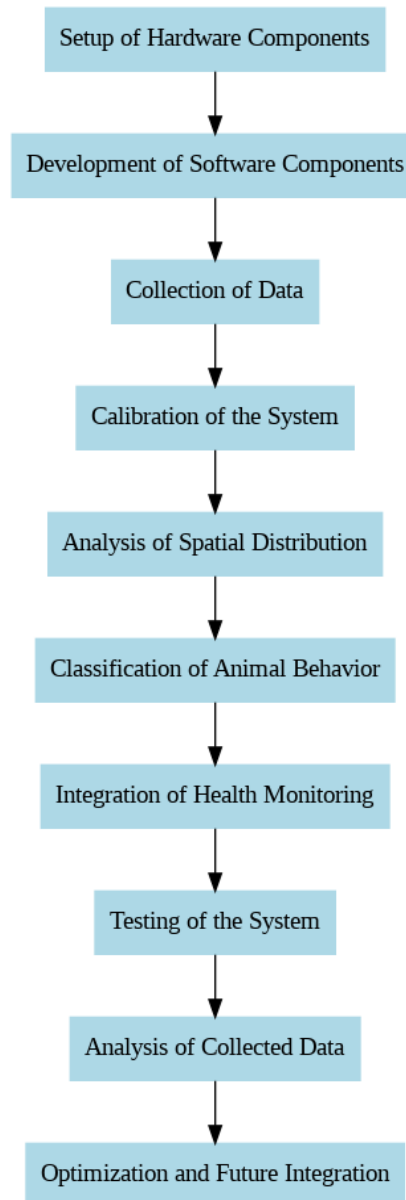 Setup of Hardware Components
Development of Software Components
Collection of Data
Calibration of the System
Analysis of Spatial Distribution
Classification of Animal Behavior
Integration of Health Monitoring
Testing of the System
Analysis of Collected Data
Optimization and Future Integration